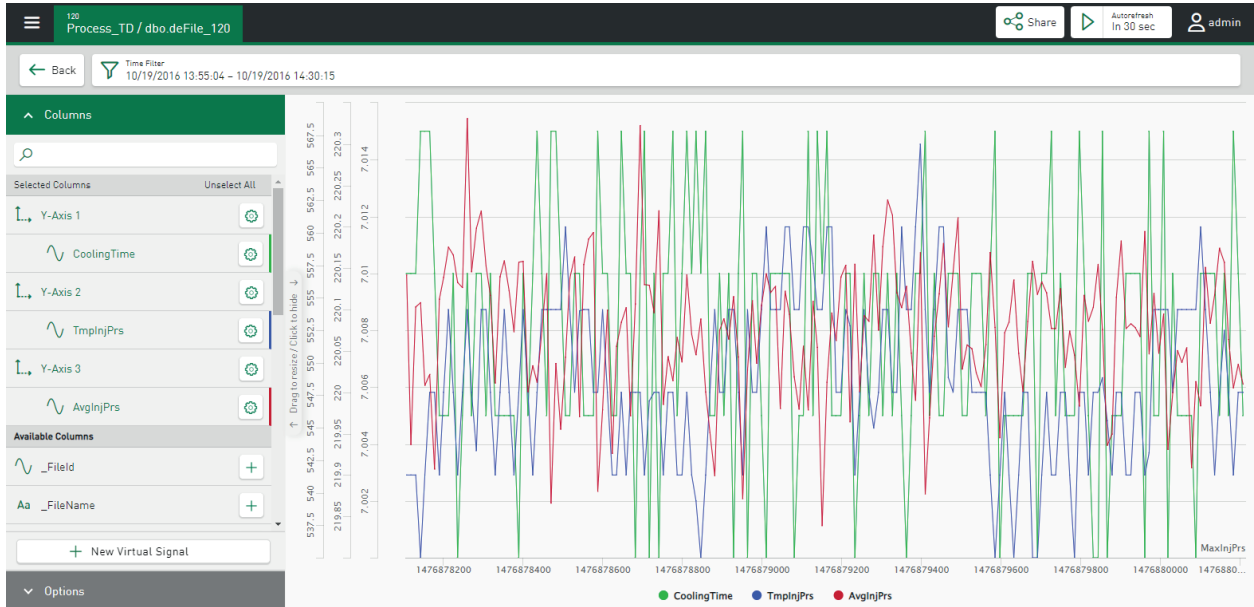 120
Process_TD / dbo.deFile_120
Share
Autorefresh
In 30 sec
admin
Back
Time Filter
10/19/2016 13:55:04 – 10/19/2016 14:30:15
Columns
Selected Columns Unselect All
Y-Axis 1
CoolingTime
Y-Axis 2
TmpInjPrs
Y-Axis 3
AvgInjPrs
Available Columns
_FileId
Aa _FileName
+ New Virtual Signal
Options
← Drag to resize / Click to hide →
567.5
565
562.5
560
557.5
555
552.5
550
547.5
545
542.5
540
537.5
220.3
220.25
220.2
220.15
220.1
220.05
220
219.95
219.9
219.85
7.014
7.012
7.01
7.008
7.006
7.004
7.002
MaxInjPrs
1476878200 1476878400 1476878600 1476878800 1476879000 1476879200 1476879400 1476879600 1476879800 1476880000 1476880...
CoolingTime TmpInjPrs AvgInjPrs